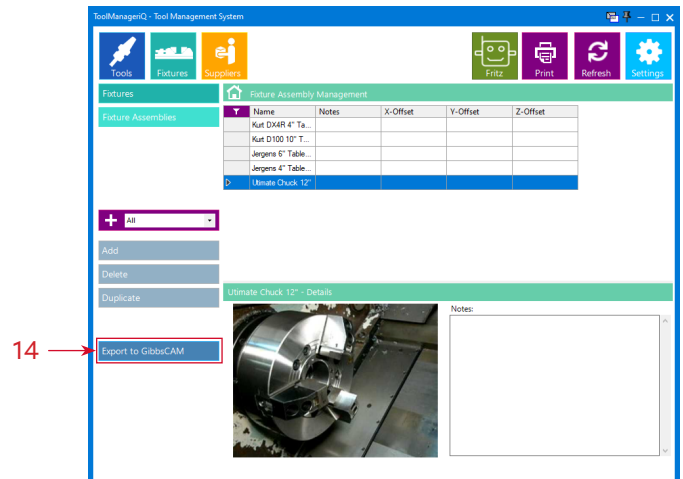 ToolManageriQ - Tool Management System
Tools
Fixtures
Suppliers
Fritz
Print
Refresh
Settings
Fixtures
Fixture Assembly Management
Fixture Assemblies
Name Notes X-Offset Y-Offset Z-Offset
Kurt DX4R 4" Ta...
Kurt D100 10" T...
Jergens 6" Table...
Jergens 4" Table...
Utimate Chuck 12"
All
Add
Delete
Duplicate
Utimate Chuck 12" - Details
Notes:
14
Export to GibbsCAM